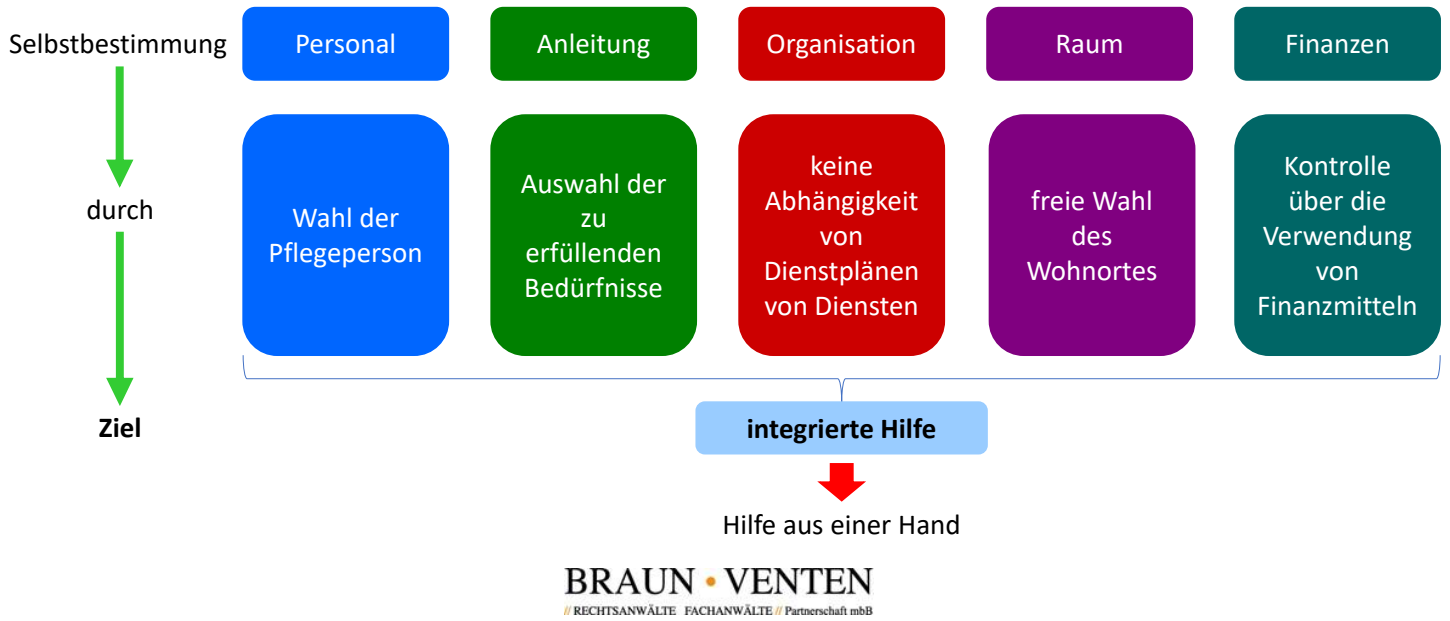 Selbstbestimmung
Personal
Anleitung
Organisation
Raum
Finanzen
durch
Wahl der
Pflegeperson
Auswahl der
zu
erfüllenden
Bedürfnisse
keine
Abhängigkeit
von
Dienstplänen
von Diensten
freie Wahl
des
Wohnortes
Kontrolle
über die
Verwendung
von
Finanzmitteln
Ziel
integrierte Hilfe
Hilfe aus einer Hand
BRAUN • VENTEN
// RECHTSANWÄLTE FACHANWÄLTE // Partnerschaft mbB